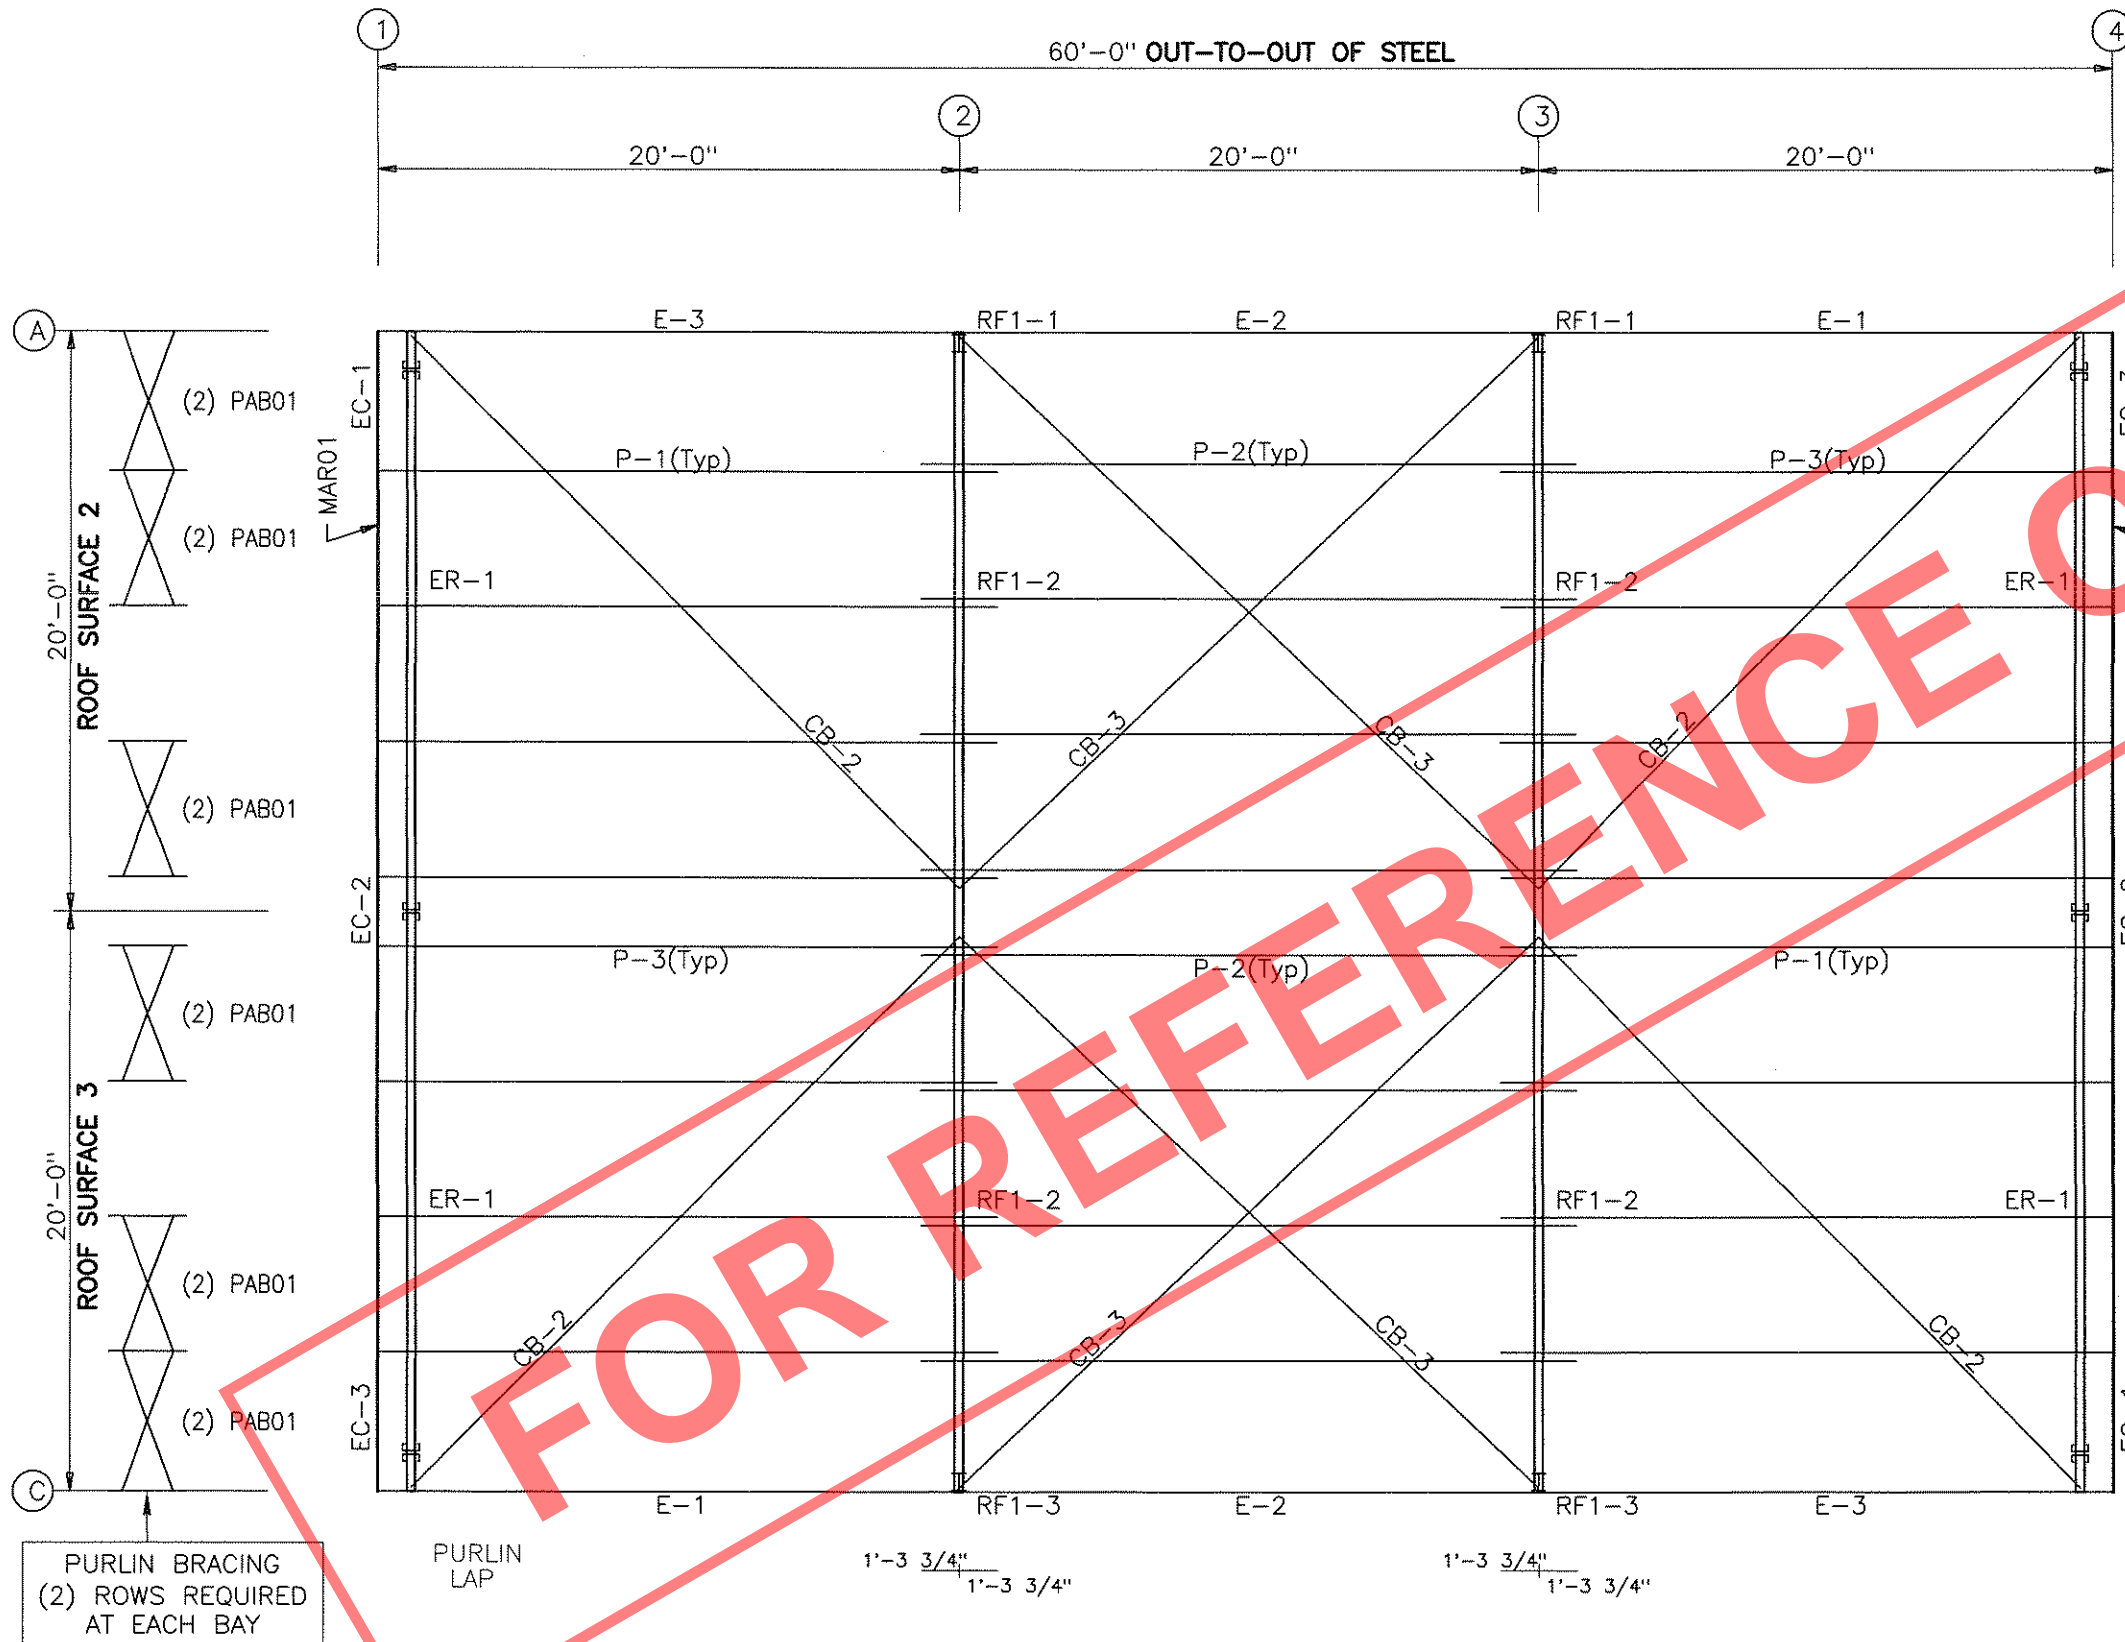 1
4
60'-0" OUT-TO-OUT OF STEEL
2
3
20'-0"
20'-0"
20'-0"
A
E-3
RF1-1
E-2
RF1-1
E-1
EC-1
(2) PAB01
MAR01
P-1(Typ)
P-2(Typ)
P-3(Typ)
(2) PAB01
20'-0"
ROOF SURFACE 2
ER-1
RF1-2
RF1-2
ER-1
CB-2
CB-3
CB-3
CB-2
(2) PAB01
EC-2
P-3(Typ)
P-2(Typ)
P-1(Typ)
(2) PAB01
20'-0"
ROOF SURFACE 3
ER-1
RF1-2
RF1-2
ER-1
(2) PAB01
CB-2
CB-3
CB-3
CB-2
EC-3
(2) PAB01
C
E-1
RF1-3
E-2
RF1-3
E-3
PURLIN BRACING
(2) ROWS REQUIRED
AT EACH BAY
PURLIN
LAP
1'-3 3/4"
1'-3 3/4"
1'-3 3/4"
1'-3 3/4"
FOR REFERENCE